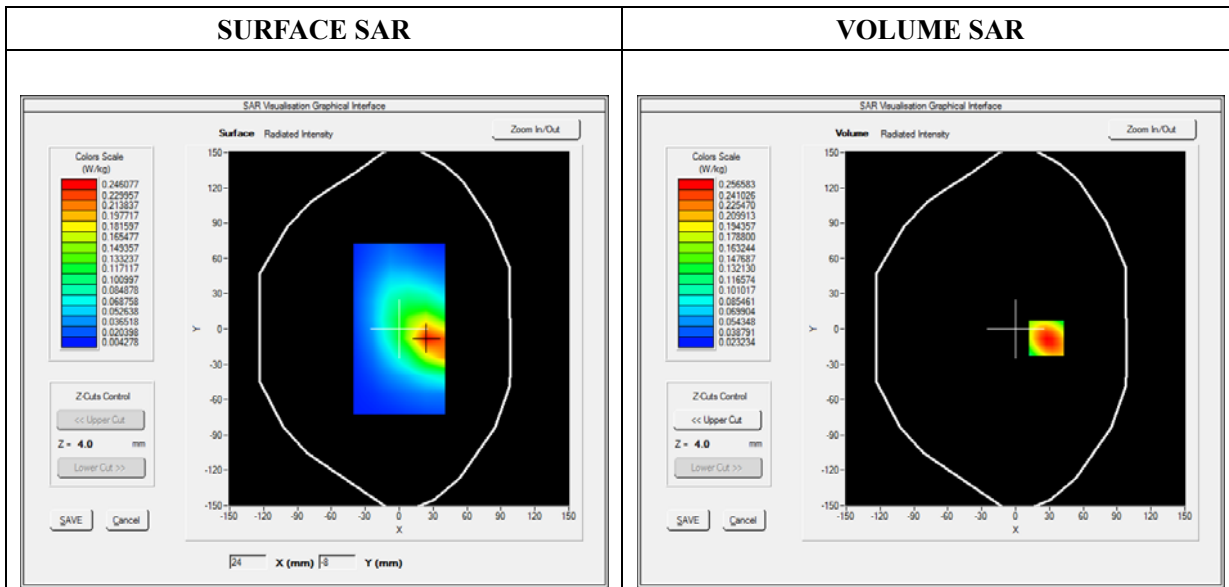 SURFACE SAR
SAR Visualisation Graphical Interface
Surface Radiated Intensity
Zoom In/Out
Colors Scale
(W/kg)
0.246077
0.229957
0.213837
0.197717
0.181597
0.165477
0.149357
0.133237
0.117117
0.100997
0.084878
0.068758
0.052638
0.036518
0.020398
0.004278
Z-Cuts Control
<< Upper Cut
Z = 4.0 mm
Lower Cut >>
SAVE Cancel
150
120
90
60
30
0
-30
-60
-90
-120
-150
Y
-150 -120 -90 -60 -30 0 30 60 90 120 150
X
24 X (mm) -8 Y (mm)
VOLUME SAR
SAR Visualisation Graphical Interface
Volume Radiated Intensity
Zoom In/Out
Colors Scale
(W/kg)
0.256583
0.241026
0.225470
0.209913
0.194357
0.178800
0.163244
0.147687
0.132130
0.116574
0.101017
0.085461
0.069904
0.054348
0.038791
0.023234
Z-Cuts Control
<< Upper Cut
Z = 4.0 mm
Lower Cut >>
SAVE Cancel
150
120
90
60
30
0
-30
-60
-90
-120
-150
Y
-150 -120 -90 -60 -30 0 30 60 90 120 150
X